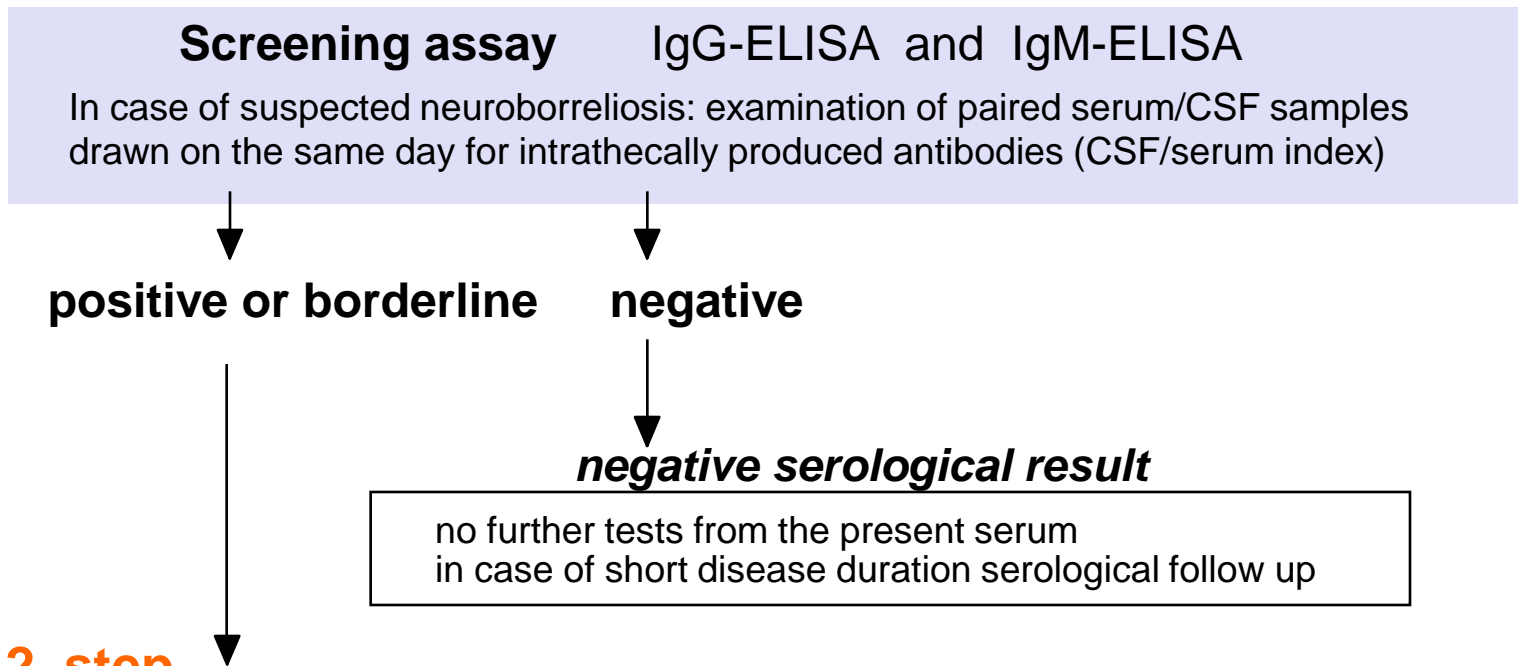 Screening assay IgG-ELISA and IgM-ELISA
In case of suspected neuroborreliosis: examination of paired serum/CSF samples
drawn on the same day for intrathecally produced antibodies (CSF/serum index)
positive or borderline negative
negative serological result
no further tests from the present serum
in case of short disease duration serological follow up
2. step